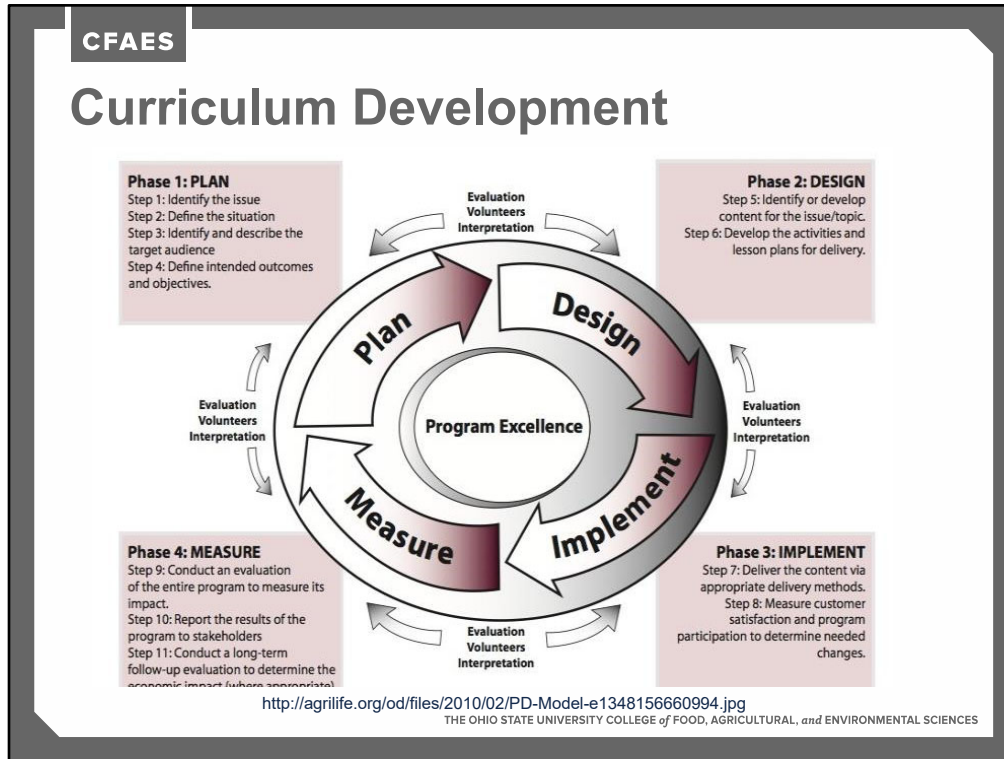 CFAES
Curriculum Development
Phase 1: PLAN
Step 1: Identify the issue
Step 2: Define the situation
Step 3: Identify and describe the
target audience
Step 4: Define intended outcomes
and objectives.
Evaluation
Volunteers
Interpretation
Phase 2: DESIGN
Step 5: Identify or develop
content for the issue/topic.
Step 6: Develop the activities and
lesson plans for delivery.
Plan
Design
Evaluation
Volunteers
Interpretation
Program Excellence
Evaluation
Volunteers
Interpretation
Measure
Implement
Phase 4: MEASURE
Step 9: Conduct an evaluation
of the entire program to measure its
impact.
Step 10: Report the results of the
program to stakeholders
Step 11: Conduct a long-term
follow-up evaluation to determine the
economic impact (where appropriate)
Evaluation
Volunteers
Interpretation
Phase 3: IMPLEMENT
Step 7: Deliver the content via
appropriate delivery methods.
Step 8: Measure customer
satisfaction and program
participation to determine needed
changes.
http://agrilife.org/od/files/2010/02/PD-Model-e1348156660994.jpg
THE OHIO STATE UNIVERSITY COLLEGE of FOOD, AGRICULTURAL, and ENVIRONMENTAL SCIENCES